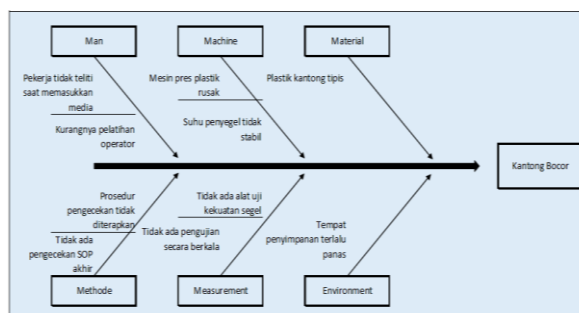 Man
Machine
Material
Pekerja tidak teliti
saat memasukkan
media
Kurangnya pelatihan
operator
Mesin pres plastik
rusak
Suhu penyegel tidak
stabil
Plastik kantong tipis
Kantong Bocor
Prosedur
pengecekan tidak
diterapkan
Tidak ada
pengecekan SOP
akhir
Tidak ada alat uji
kekuatan segel
Tidak ada pengujian
secara berkala
Tempat
penyimpanan terlalu
panas
Methode
Measurement
Environment